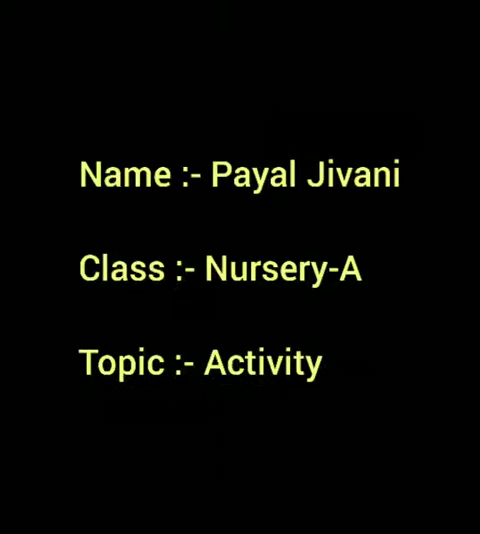 Name :- Payal Jivani
Class :- Nursery-A
Topic :- Activity